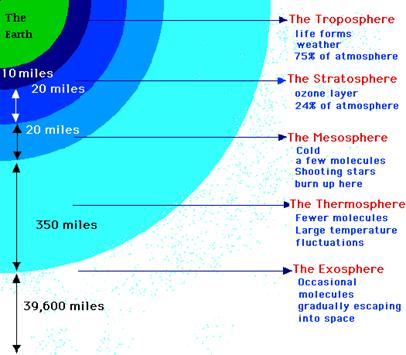 The
Earth
10 miles
20 miles
20 miles
350 miles
39,600 miles
The Troposphere
life forms
weather
75% of atmosphere
The Stratosphere
ozone layer
24% of atmosphere
The Mesosphere
Cold
a few molecules
Shooting stars
burn up here
The Thermosphere
Fewer molecules
Large temperature
fluctuations
The Exosphere
Occasional
molecules
gradually escaping
into space